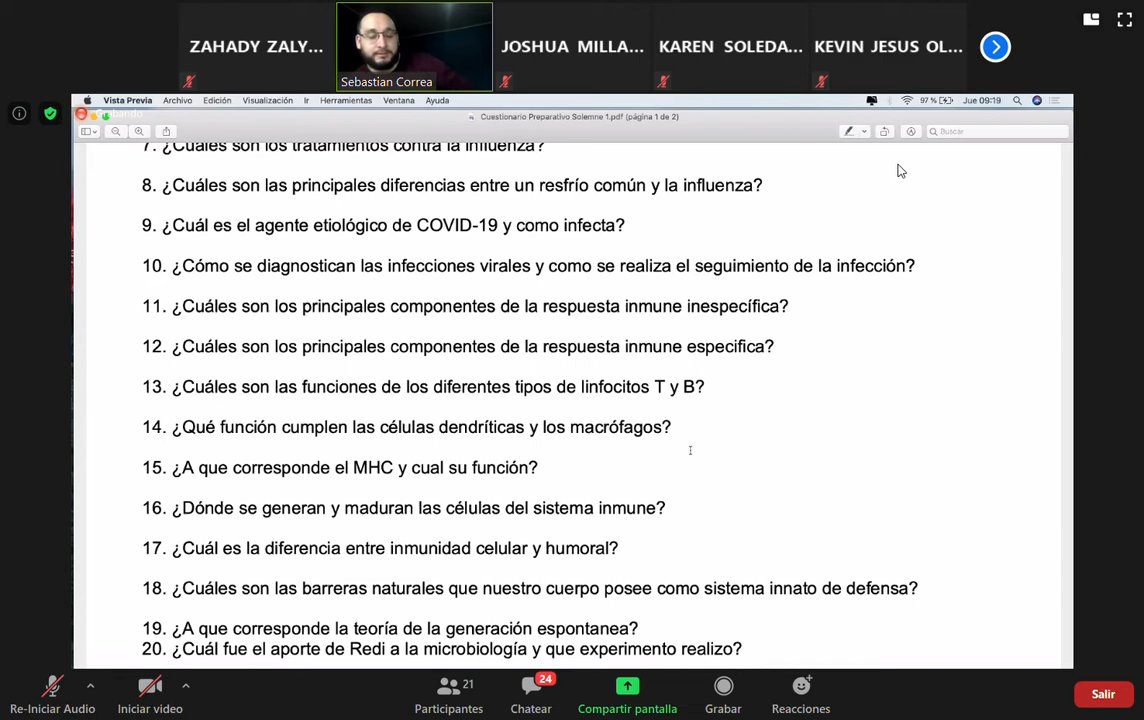 ZAHADY ZALY...
JOSHUA MILLA...
KAREN SOLEDA...
KEVIN JESUS OL...
Sebastian Correa
Vista Previa Archivo Edición Visualización Ir Herramientas Ventana Ayuda
97 % Jue 09:19
Cuestionario Preparativo Solemne 1.pdf (página 1 de 2)
Buscar
7. ¿Cuáles son los tratamientos contra la influenza?
8. ¿Cuáles son las principales diferencias entre un resfrío común y la influenza?
9. ¿Cuál es el agente etiológico de COVID-19 y como infecta?
10. ¿Cómo se diagnostican las infecciones virales y como se realiza el seguimiento de la infección?
11. ¿Cuáles son los principales componentes de la respuesta inmune inespecífica?
12. ¿Cuáles son los principales componentes de la respuesta inmune especifica?
13. ¿Cuáles son las funciones de los diferentes tipos de linfocitos T y B?
14. ¿Qué función cumplen las células dendríticas y los macrófagos?
15. ¿A que corresponde el MHC y cual su función?
16. ¿Dónde se generan y maduran las células del sistema inmune?
17. ¿Cuál es la diferencia entre inmunidad celular y humoral?
18. ¿Cuáles son las barreras naturales que nuestro cuerpo posee como sistema innato de defensa?
19. ¿A que corresponde la teoría de la generación espontanea?
20. ¿Cuál fue el aporte de Redi a la microbiología y que experimento realizo?
21
24
Re-Iniciar Audio
Iniciar video
Participantes
Chatear
Compartir pantalla
Grabar
Reacciones
Salir